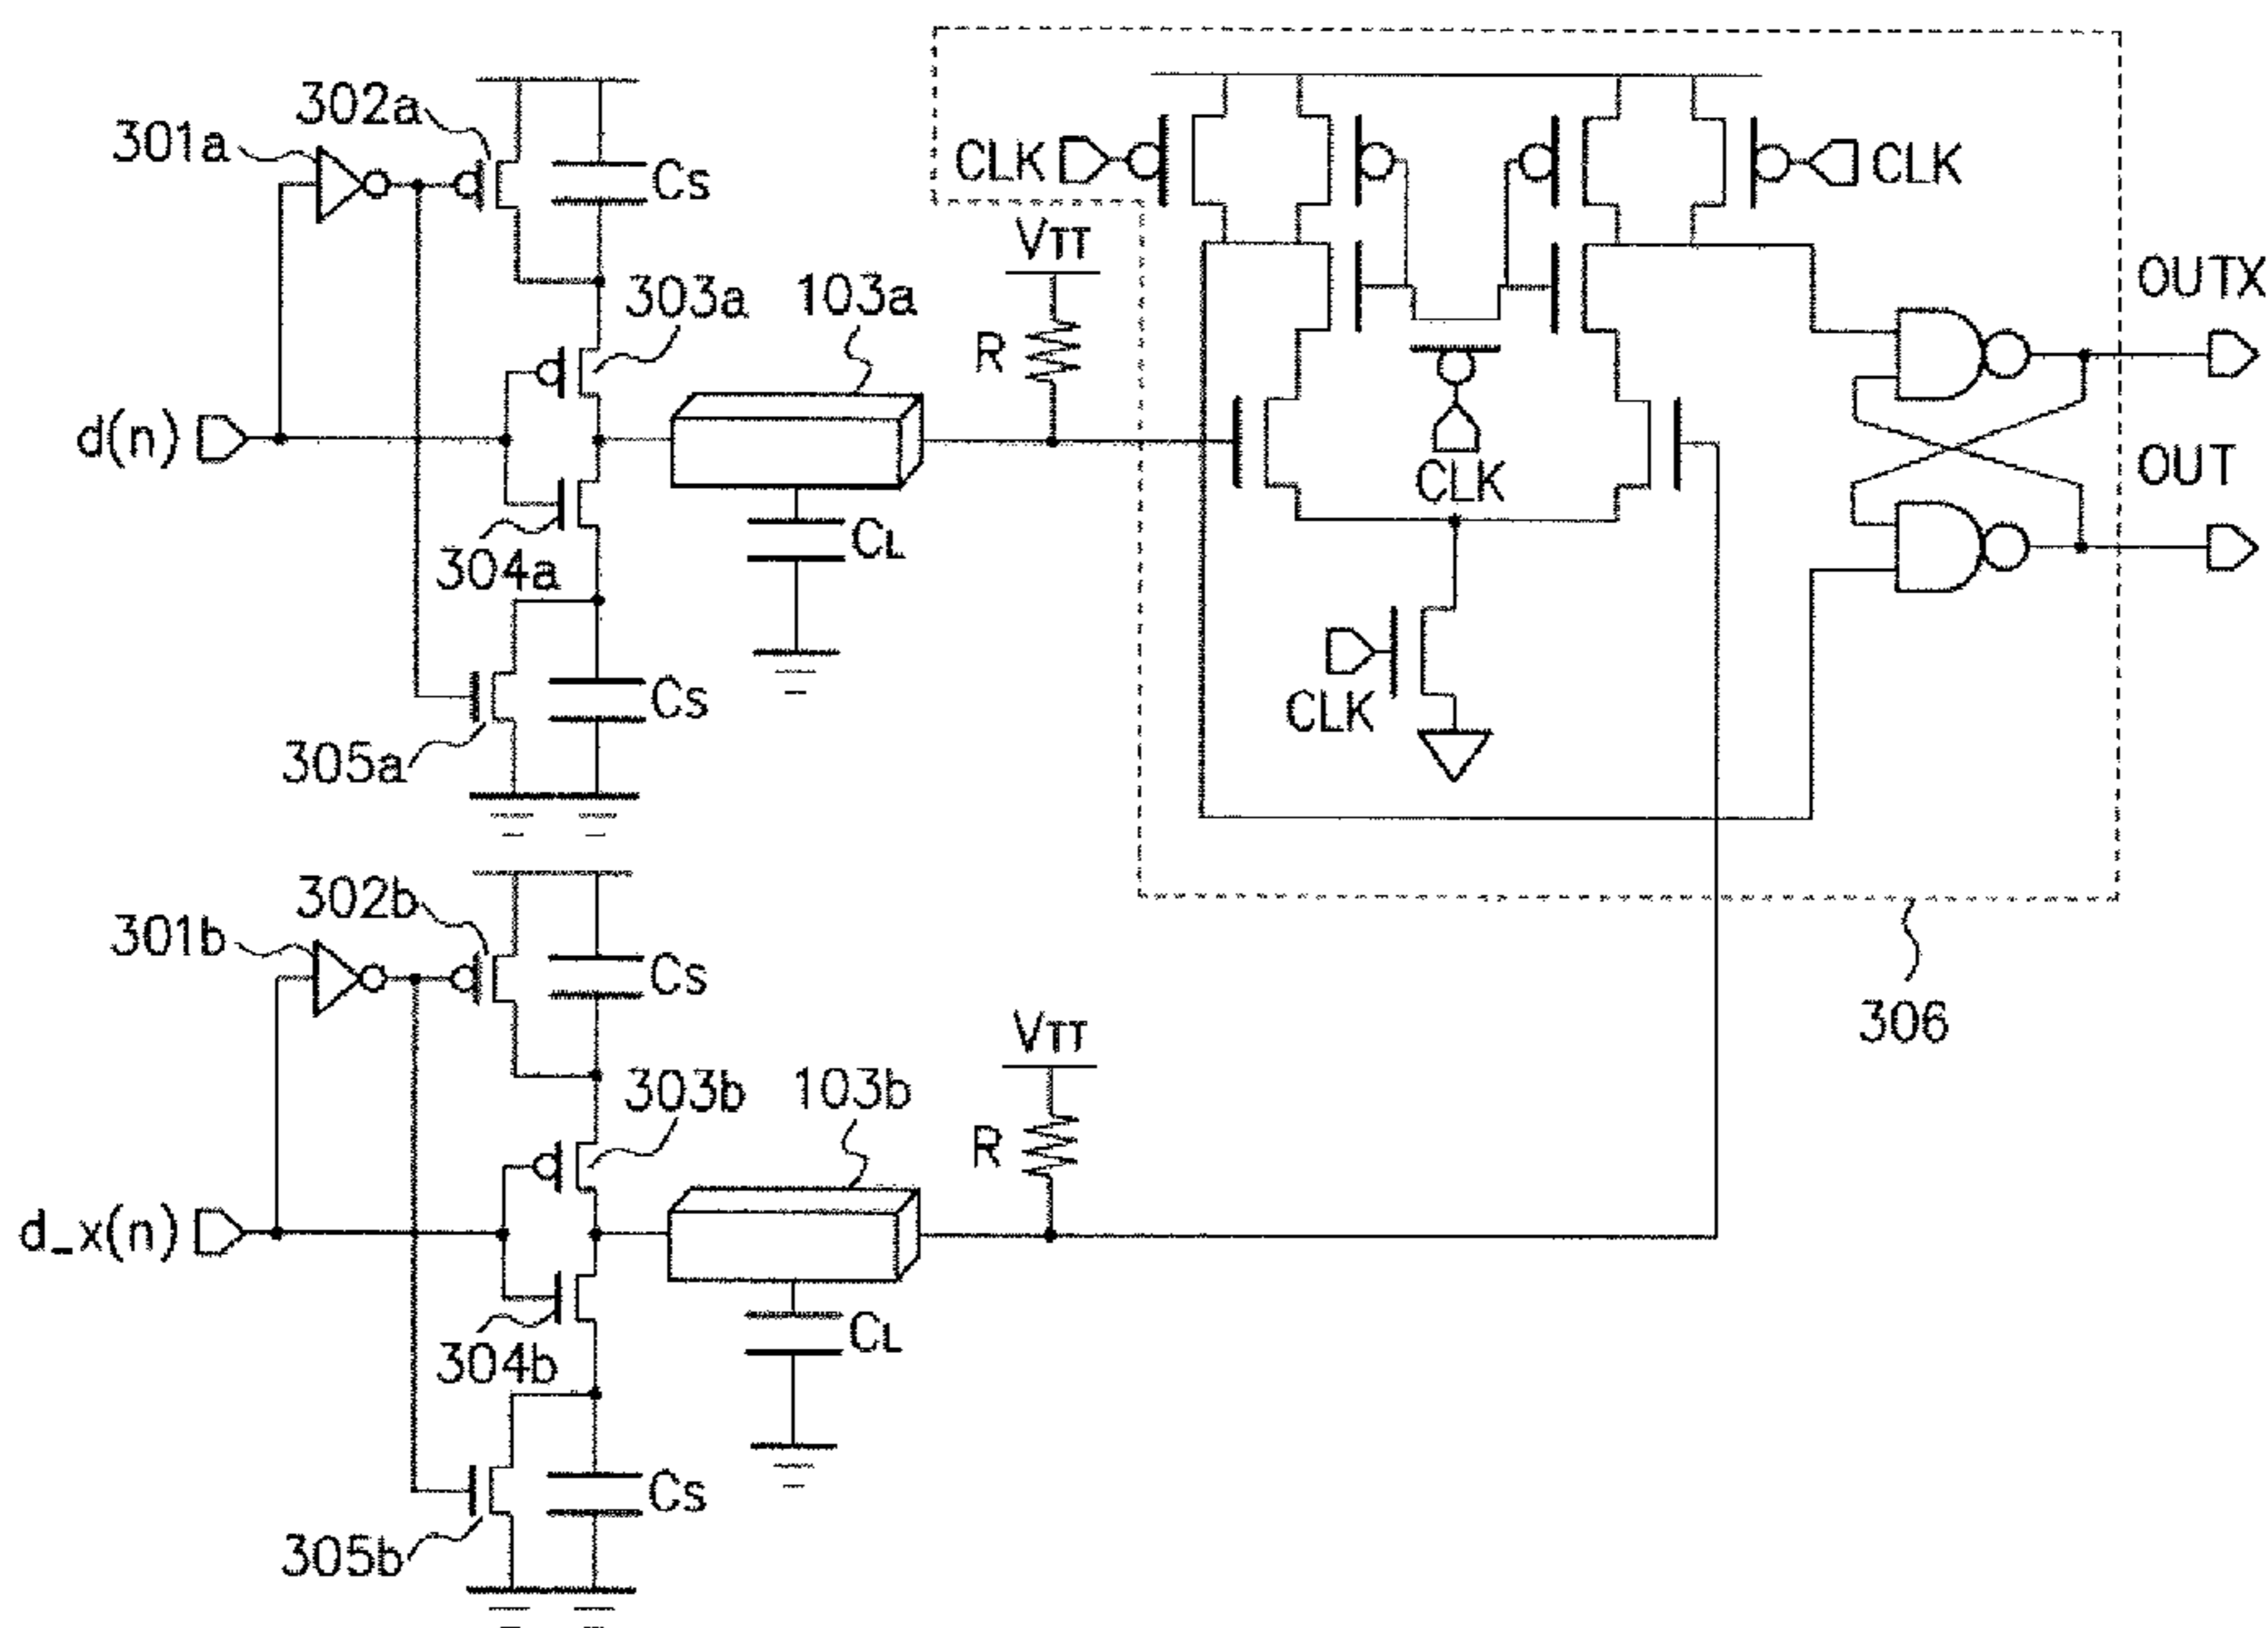 302a
301a
Cs
CLK
CLK
VTT
303a
103a
R
OUTX
d(n)
CLK
OUT
304a
CL
CLK
Cs
305a
302b
301b
Cs
306
VTT
303b
103b
R
d_x(n)
304b
CL
Cs
305b